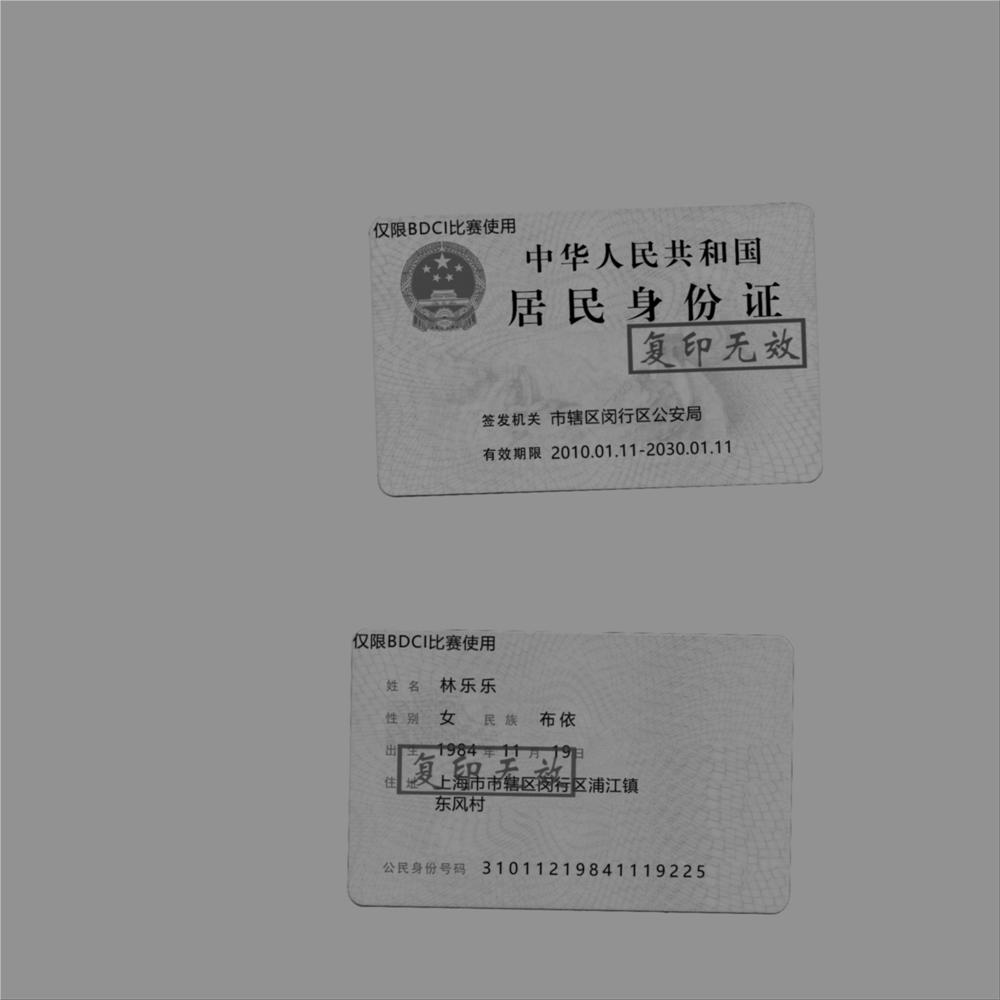 仅限BDCI比赛使用
中华人民共和国
居民身份证
复印无效
签发机关 市辖区闵行区公安局
有效期限 2010.01.11-2030.01.11
仅限BDCI比赛使用
姓名 林乐乐
性别 女 民族 布依
出生 1984 年 11 月 19 日
复印无效
住址 上海市市辖区闵行区浦江镇
东风村
公民身份号码 310112198411119225